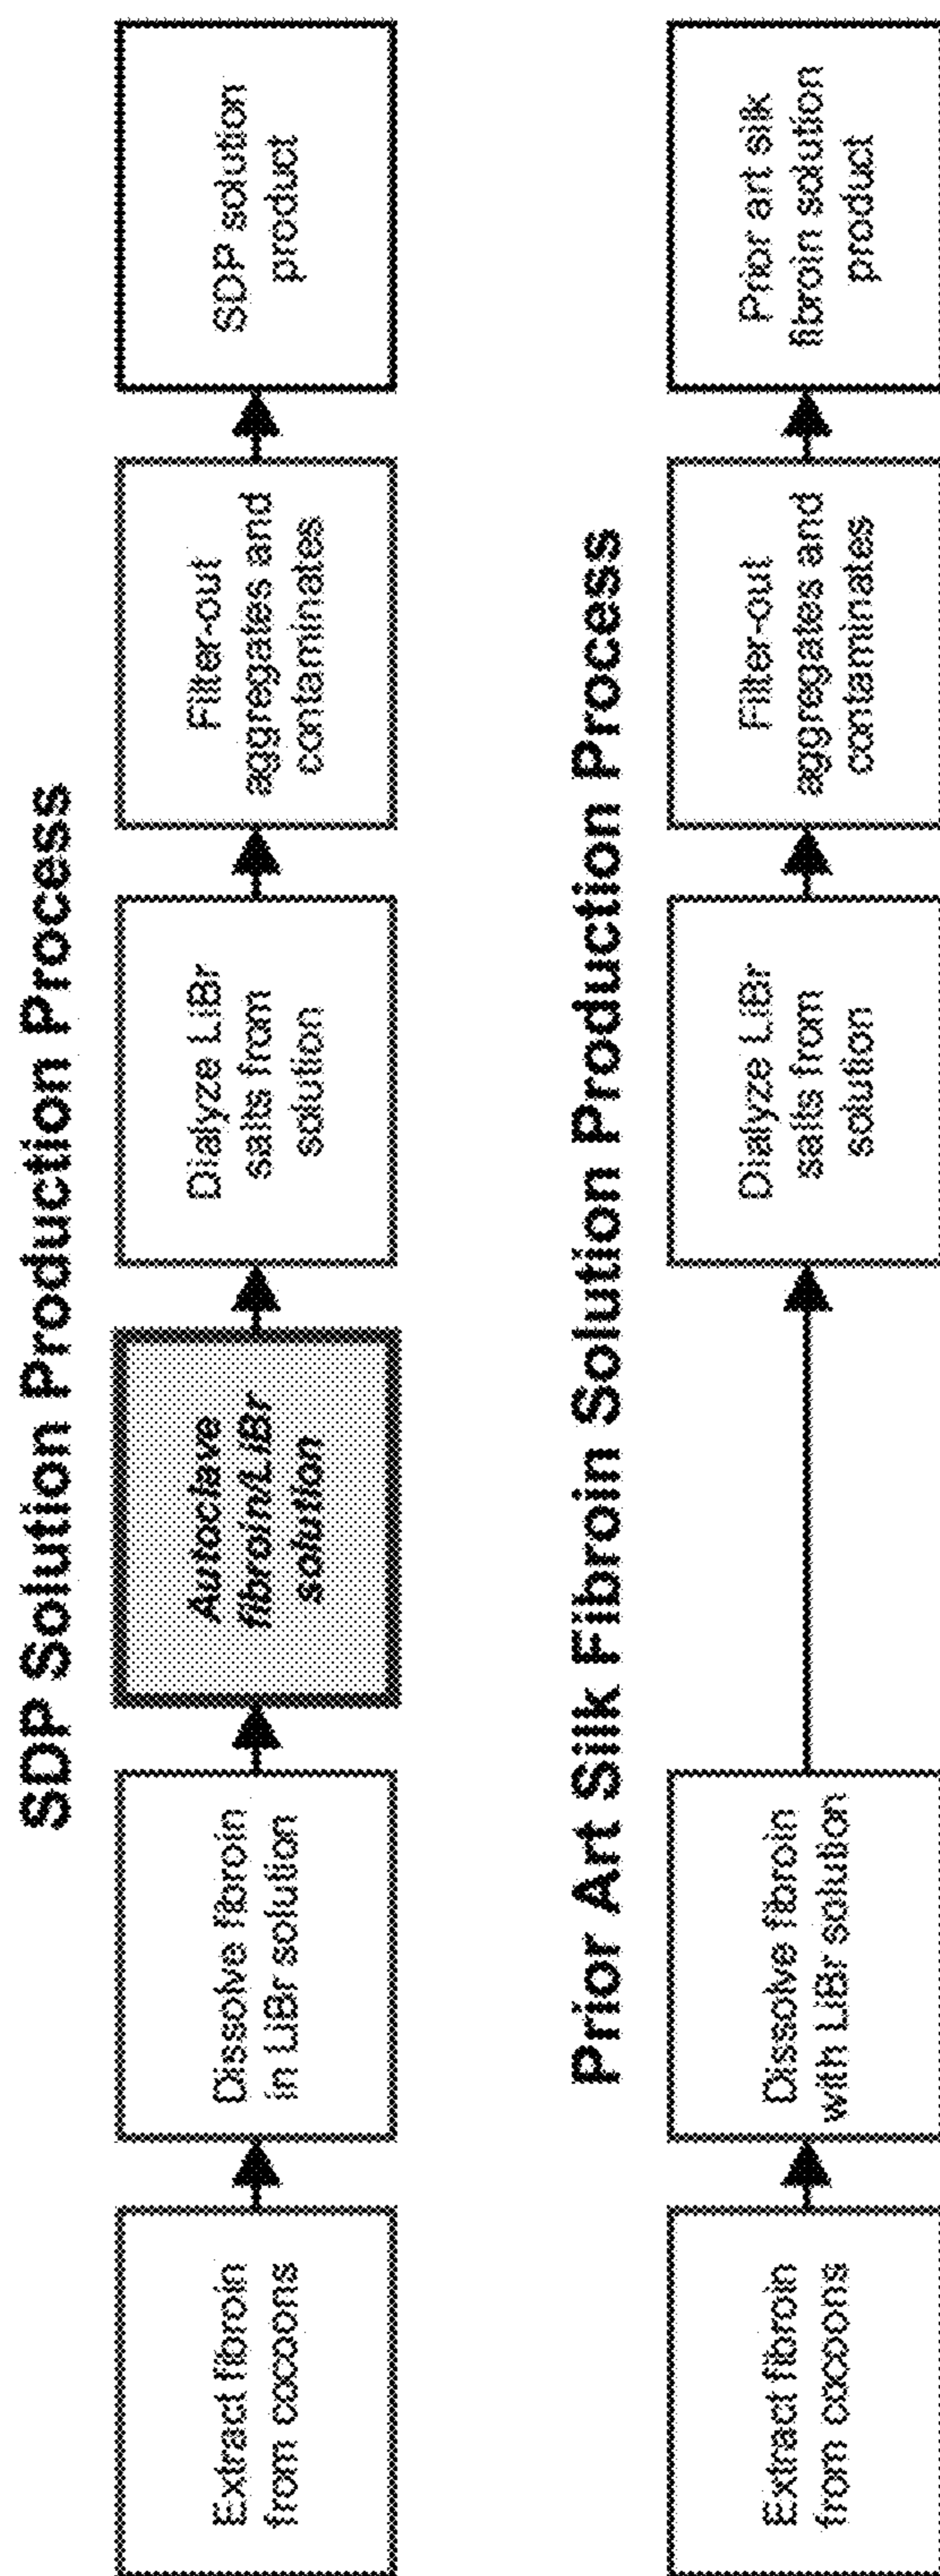 SDP Solution Production Process
Extract fibroin
from cocoons
Dissolve fibroin
in LiBr solution
Autoclave
fibroin/LiBr
solution
Dialyze LiBr
salts from
solution
Filter-out
aggregates and
contaminates
SDP solution
product
Prior Art Silk Fibroin Solution Production Process
Extract fibroin
from cocoons
Dissolve fibroin
with LiBr solution
Dialyze LiBr
salts from
solution
Filter-out
aggregates and
contaminates
Prior art silk
fibroin solution
product